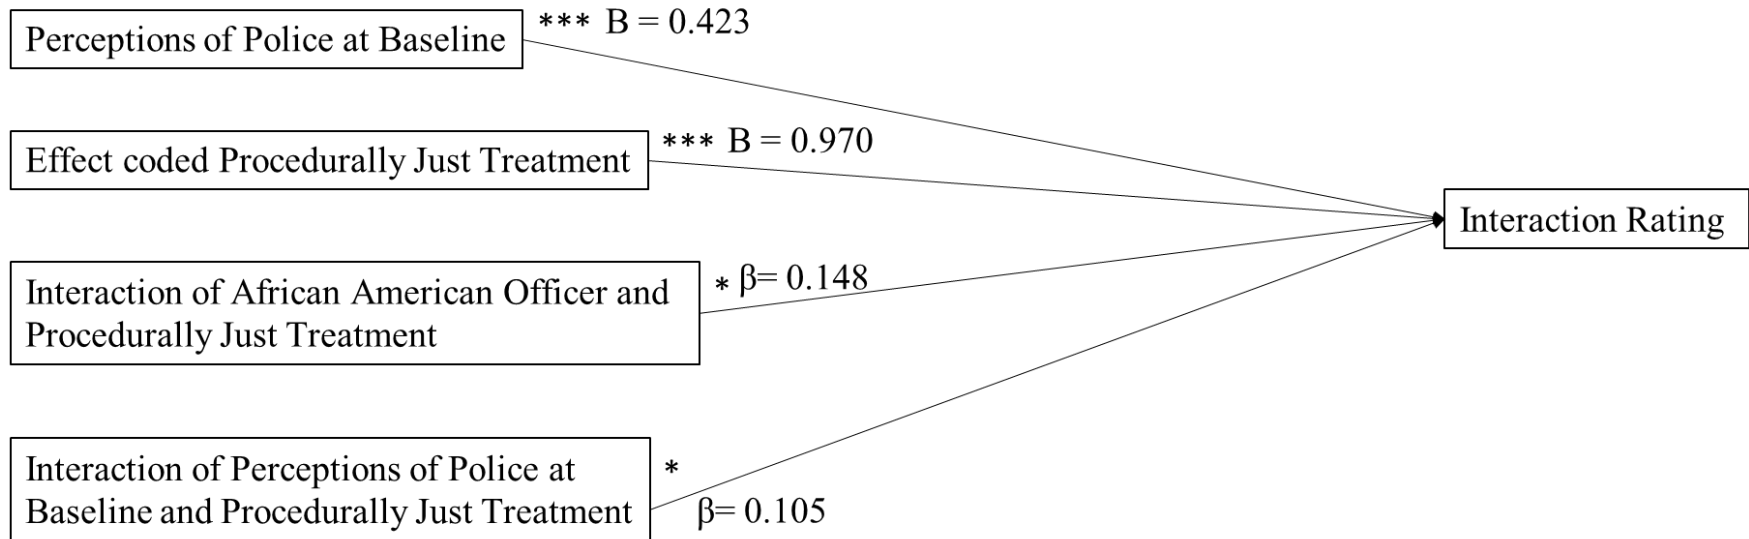 Perceptions of Police at Baseline
*** B = 0.423
Effect coded Procedurally Just Treatment
*** B = 0.970
Interaction Rating
Interaction of African American Officer and
Procedurally Just Treatment
* β= 0.148
Interaction of Perceptions of Police at
Baseline and Procedurally Just Treatment
*
β= 0.105